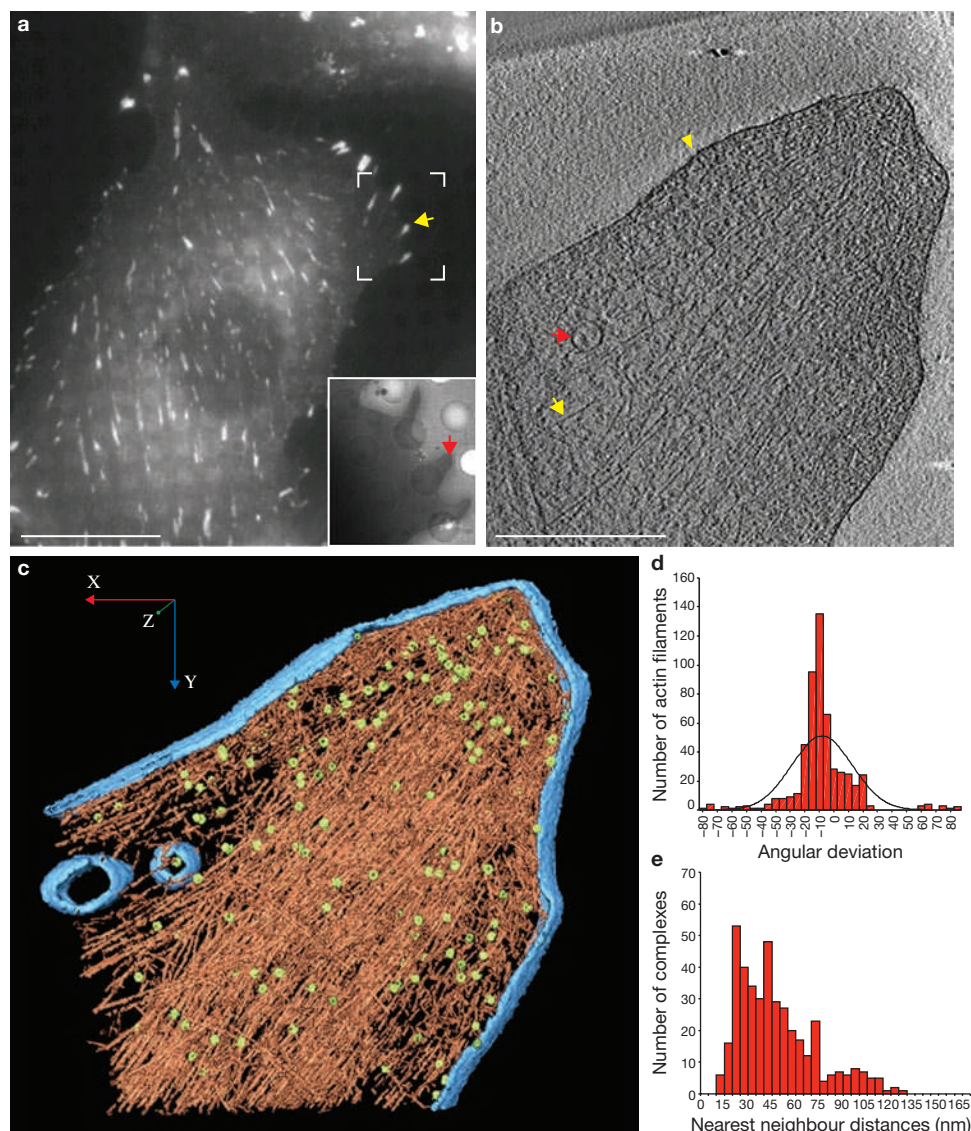 a
b
c
X
Z
Y
d
160
140
120
100
80
60
40
20
0
Number of actin filaments
−80
−70
−60
−50
−40
−30
−20
−10
0
10
20
30
50
60
70
80
Angular deviation
e
70
60
50
40
30
20
10
0
Number of complexes
0 15 30 45 60 75 90 105 120 135 150 165
Nearest neighbour distances (nm)